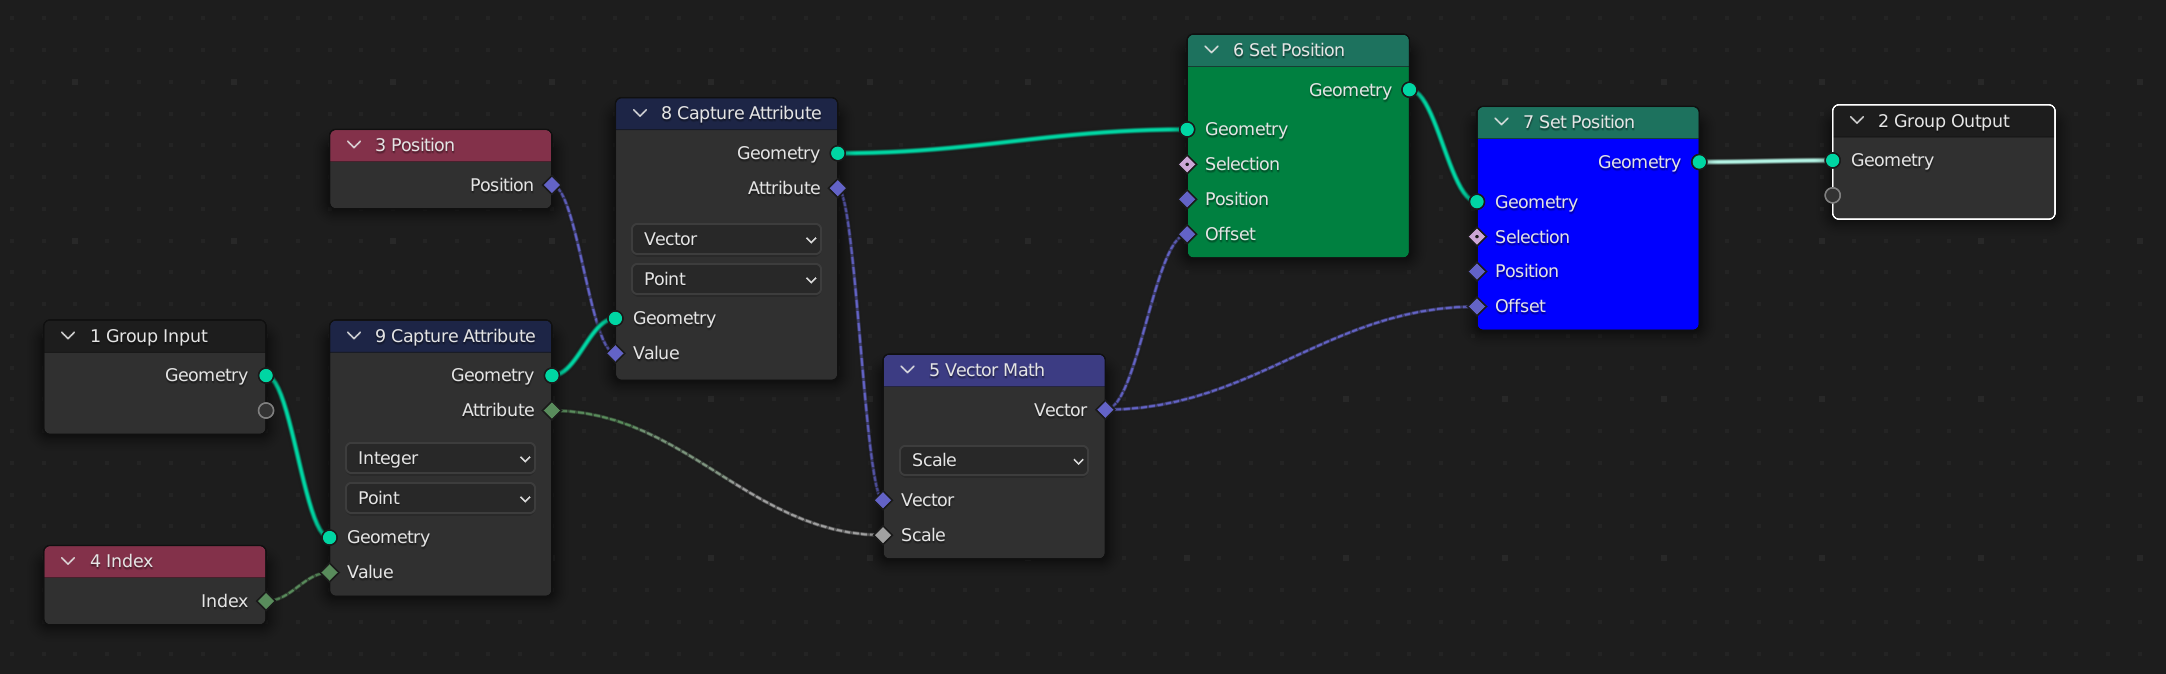 3 Position
Position
1 Group Input
Geometry
4 Index
Index
9 Capture Attribute
Geometry
Attribute
Integer
Point
Geometry
Value
8 Capture Attribute
Geometry
Attribute
Vector
Point
Geometry
Value
5 Vector Math
Vector
Scale
Vector
Scale
6 Set Position
Geometry
Geometry
Selection
Position
Offset
7 Set Position
Geometry
Geometry
Selection
Position
Offset
2 Group Output
Geometry